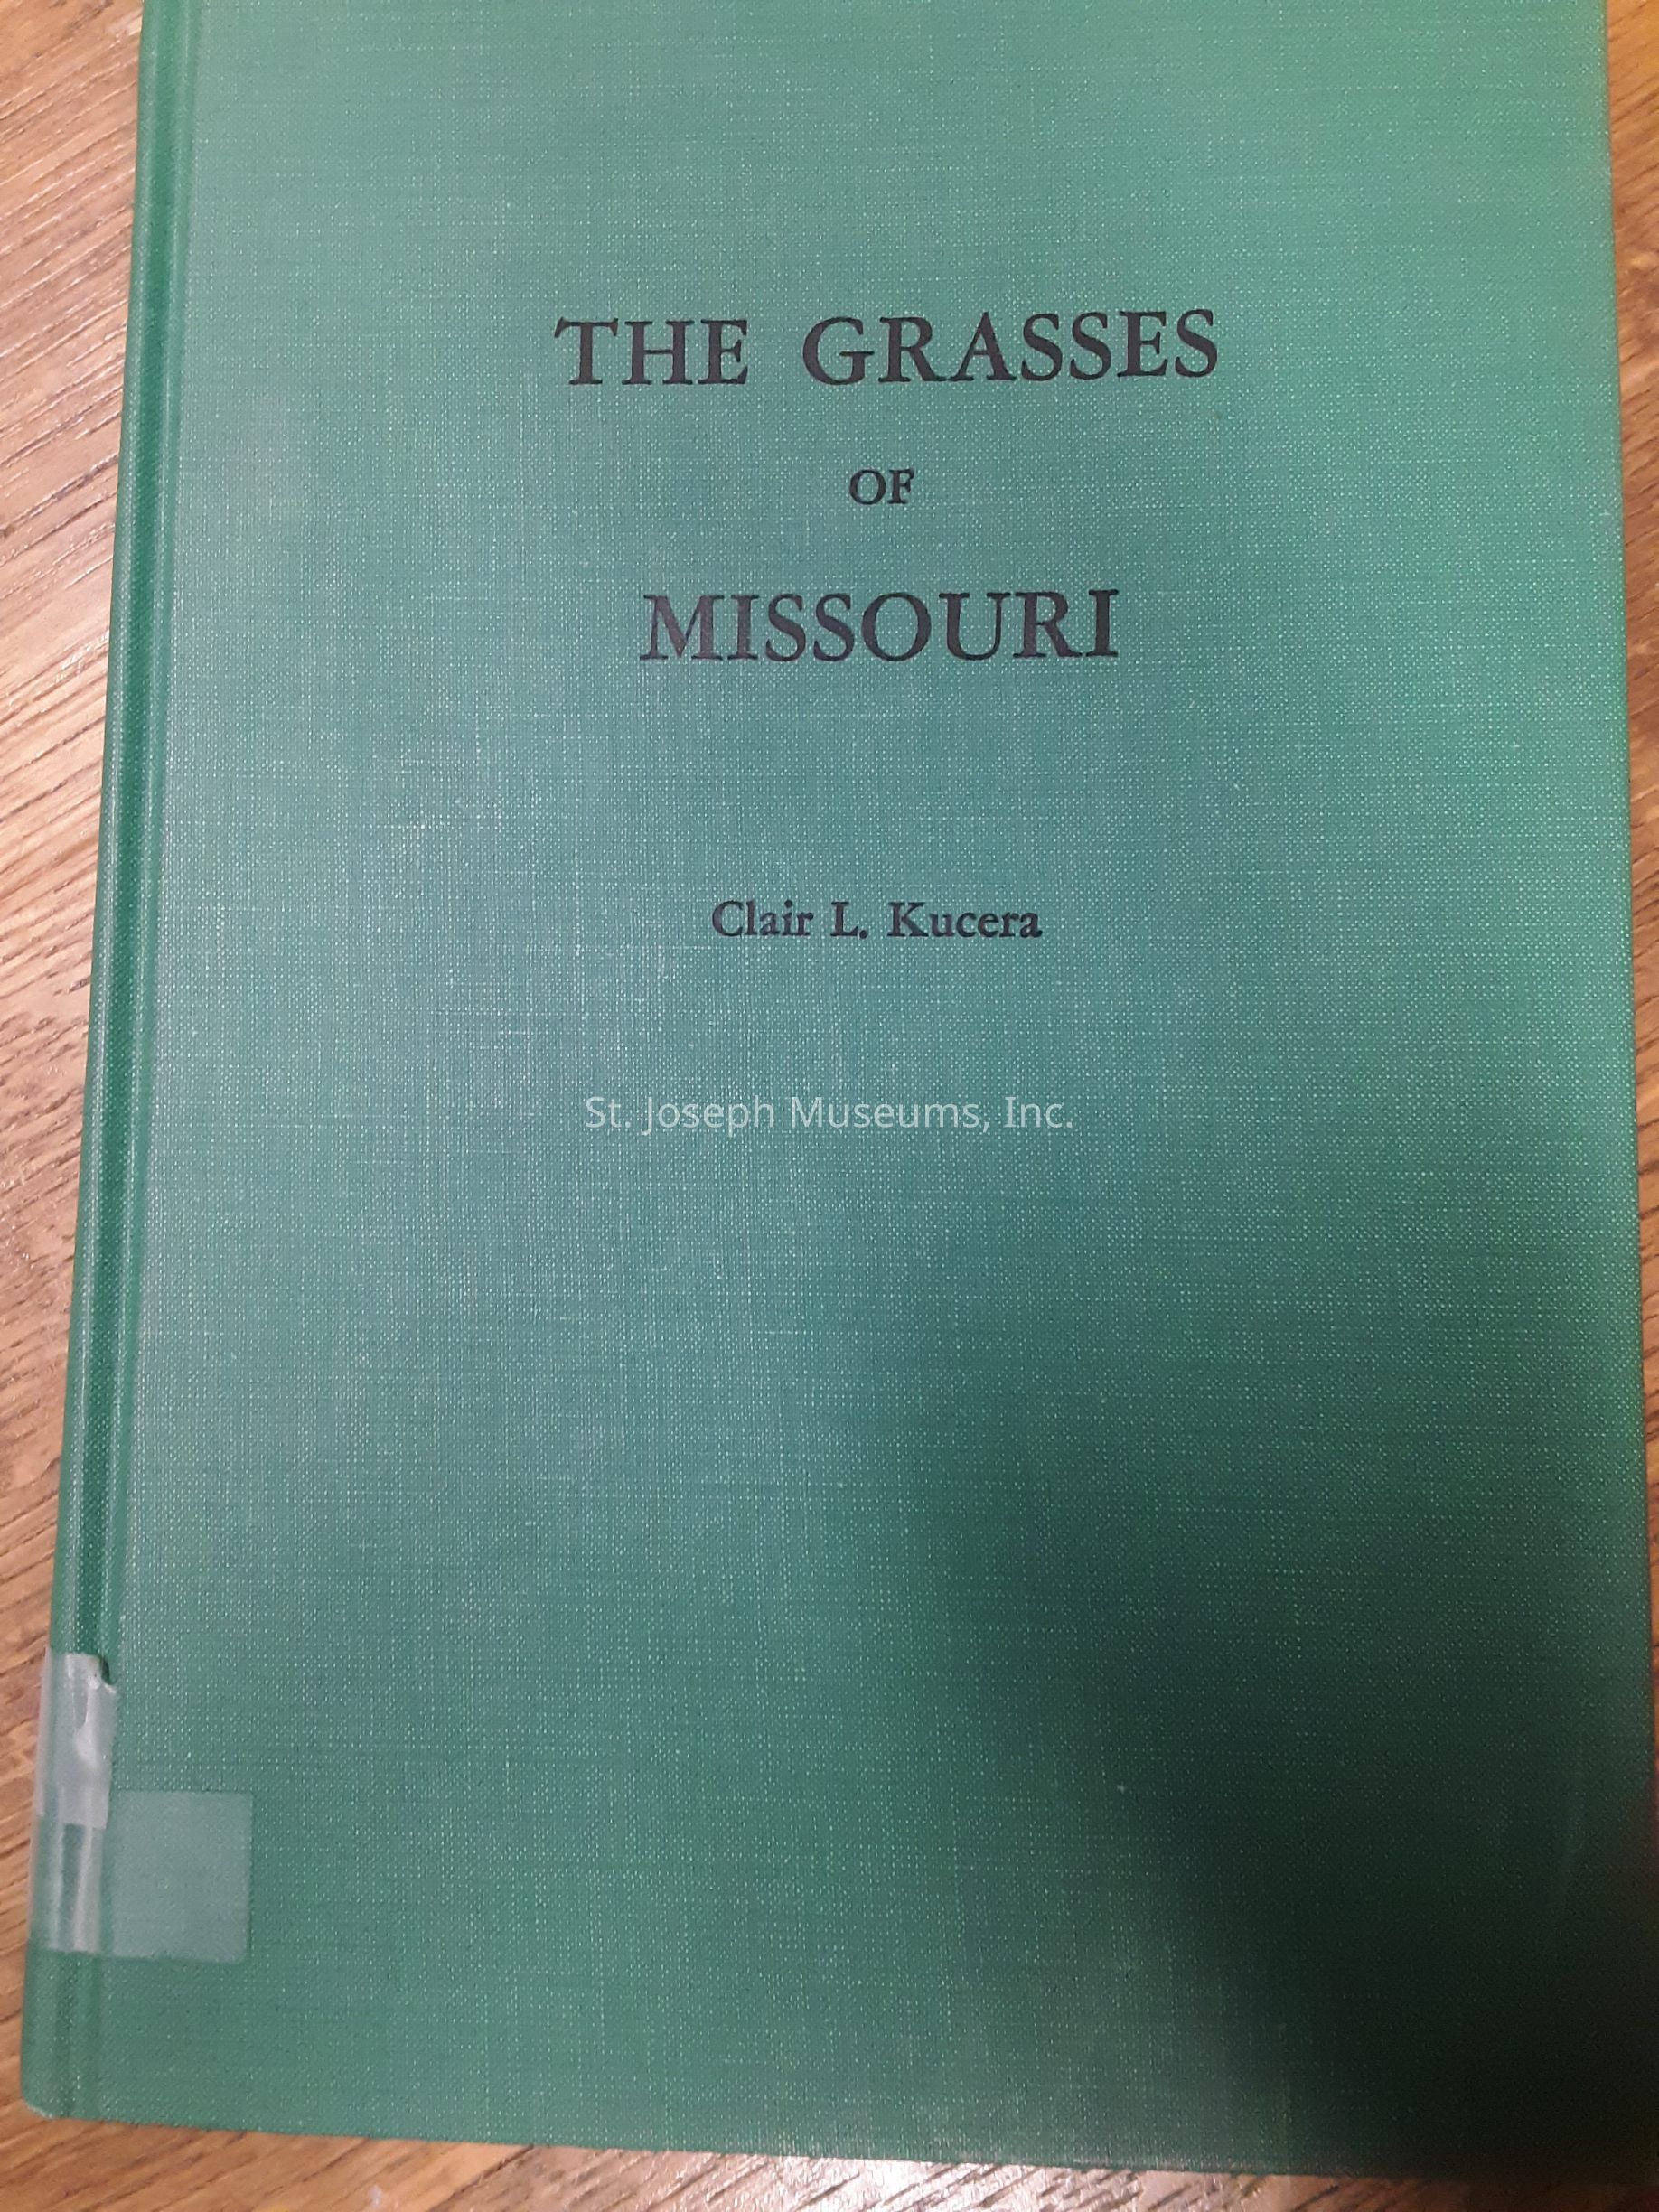 THE GRASSES
OF
MISSOURI
Clair L. Kucera
St. Joseph Museums, Inc.